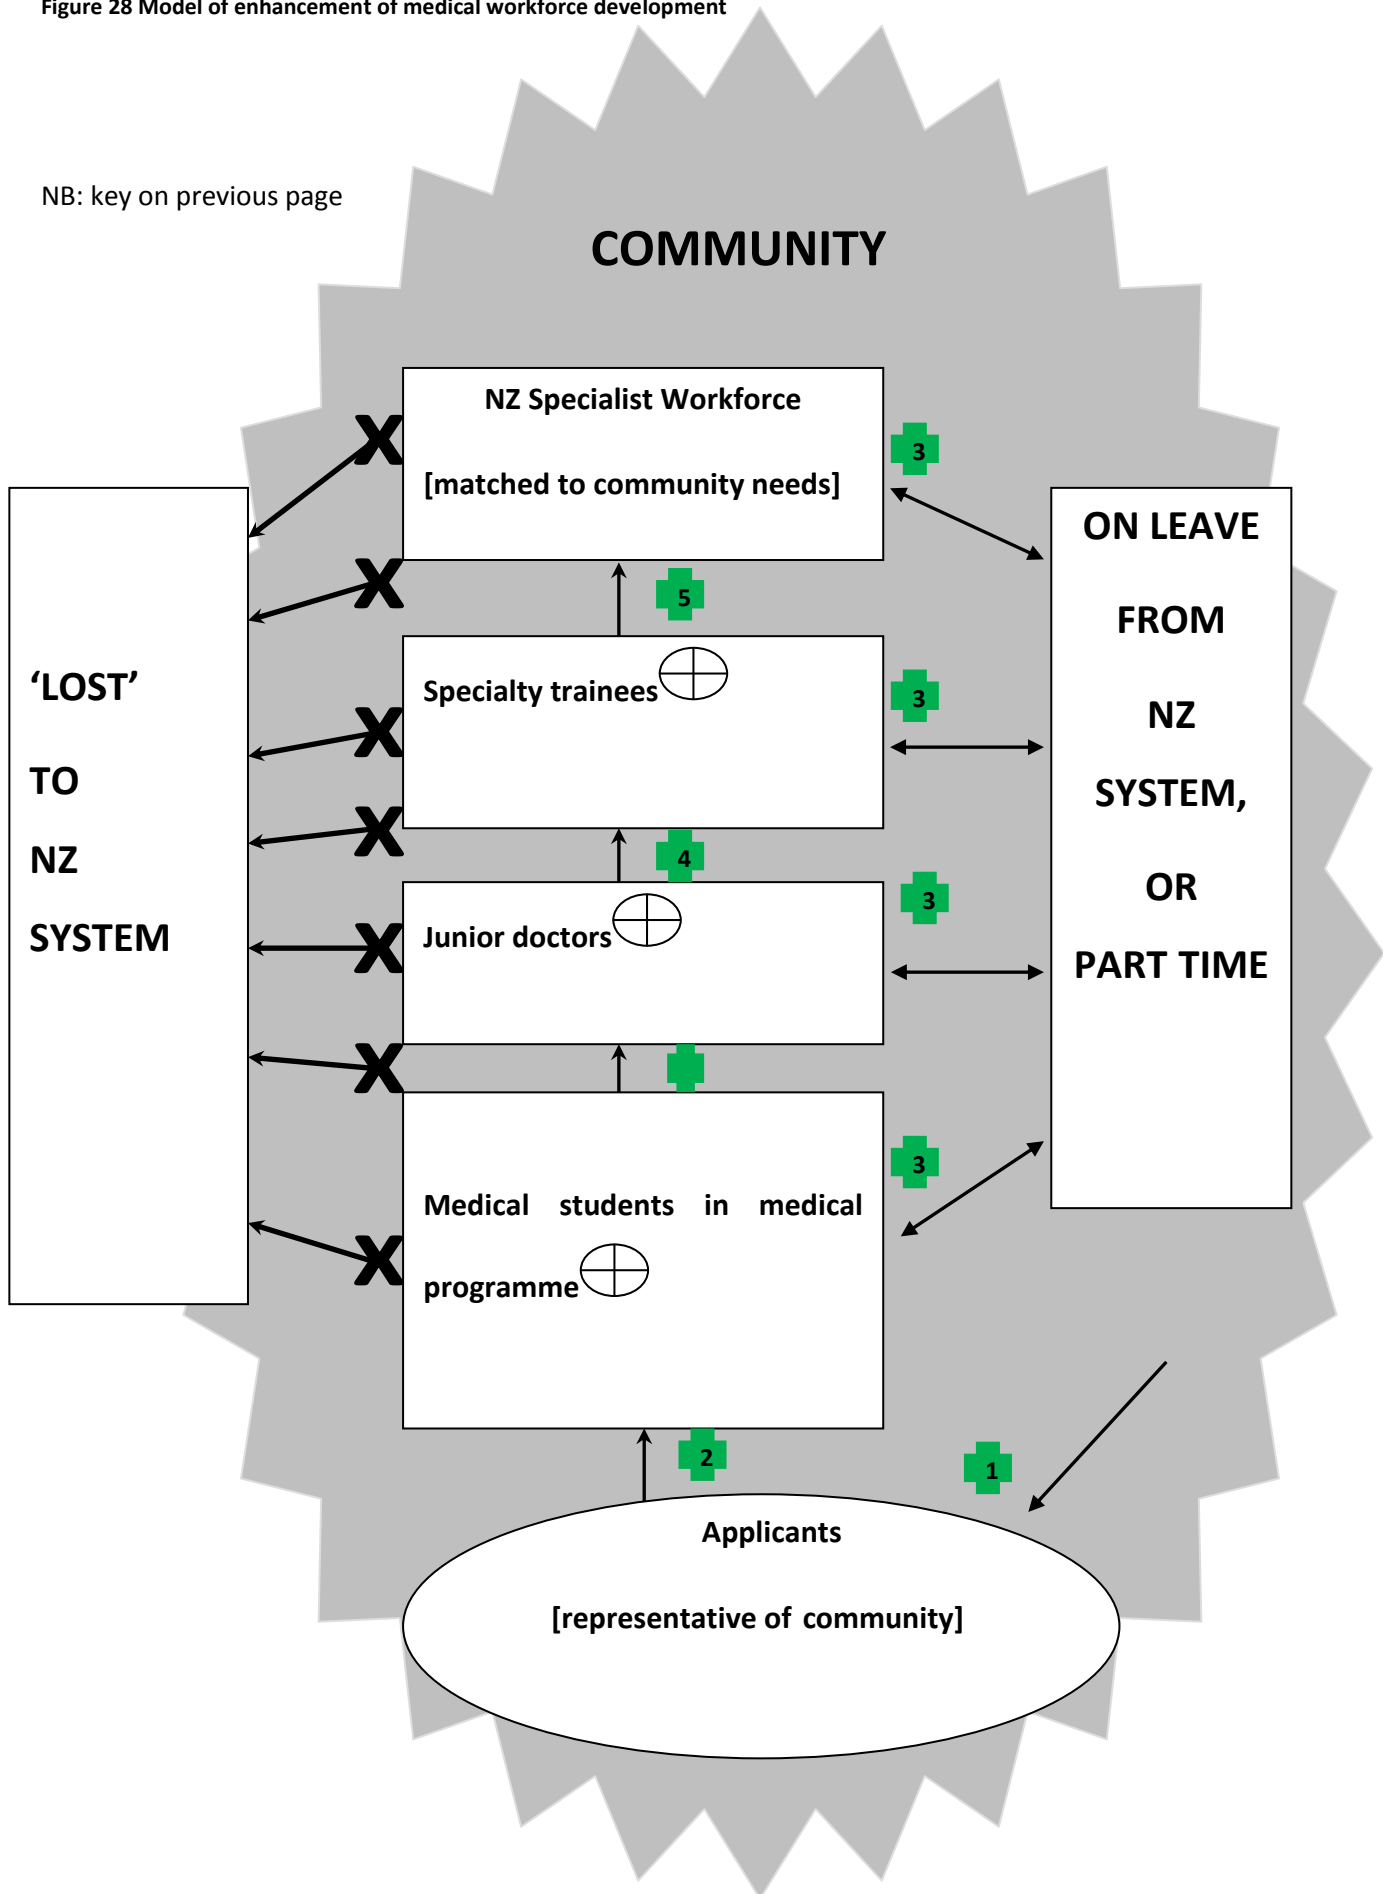 Figure 28 Model of enhancement of medical workforce development
NB: key on previous page
COMMUNITY
NZ Specialist Workforce
[matched to community needs]
X
3
X
5
‘LOST’
TO
NZ
SYSTEM
ON LEAVE
FROM
NZ
SYSTEM,
OR
PART TIME
Specialty trainees
3
X
X
4
Junior doctors
3
X
X
Medical students in medical
programme
3
X
2
1
Applicants
[representative of community]